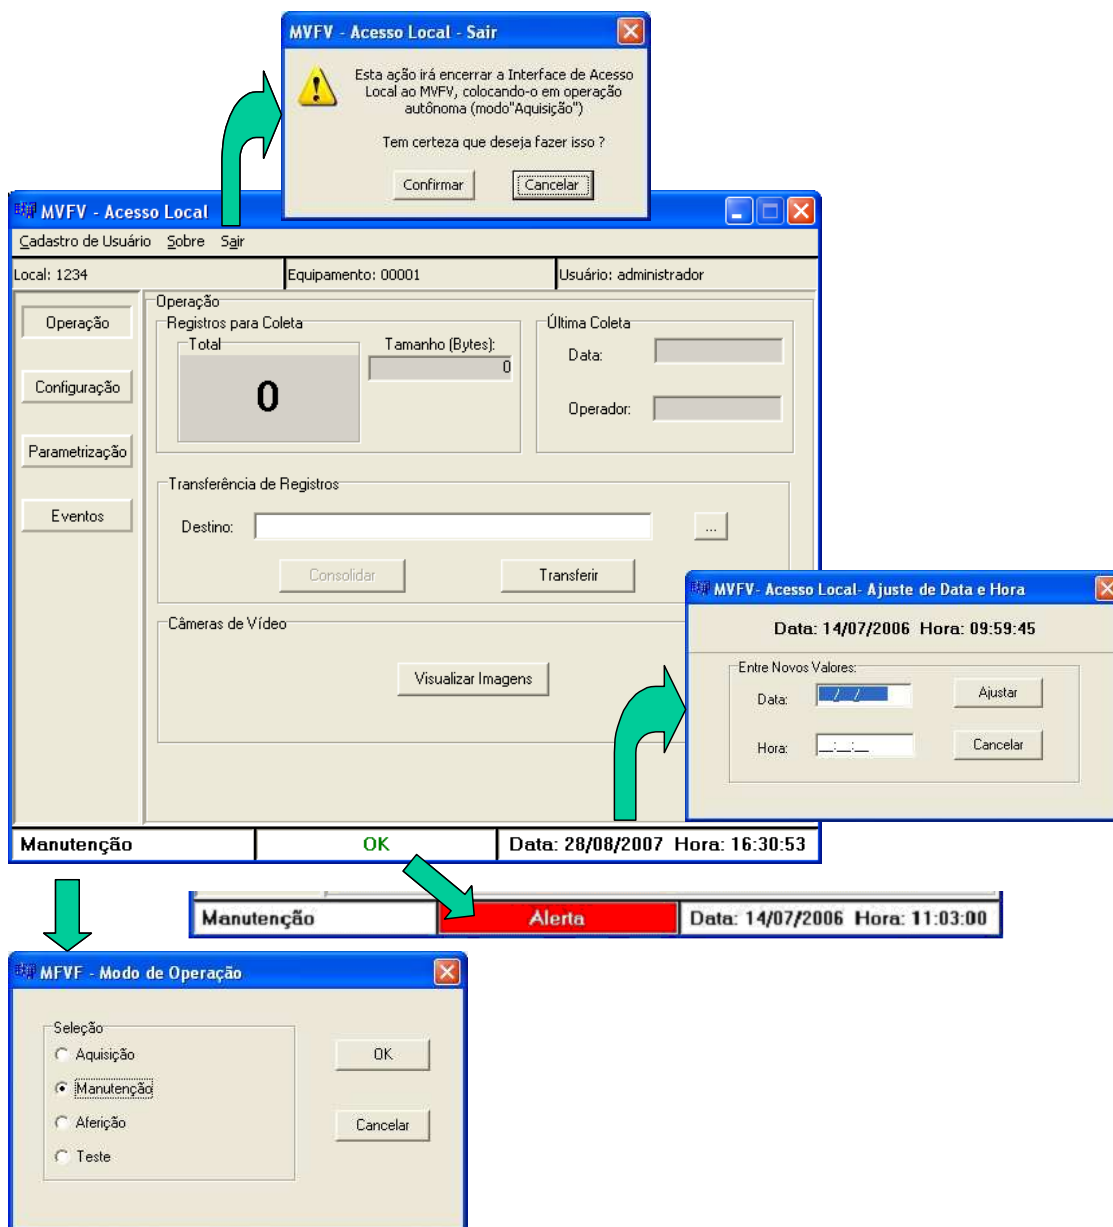 MVFV - Acesso Local - Sair
Esta ação irá encerrar a Interface de Acesso
Local ao MVFV, colocando-o em operação
autônoma (modo"Aquisição")
Tem certeza que deseja fazer isso ?
Confirmar
Cancelar
MVFV - Acesso Local
Cadastro de Usuário Sobre Sair
Local: 1234
Equipamento: 00001
Usuário: administrador
Operação
Configuração
Parametrização
Eventos
Operação
Registros para Coleta
Total
0
Tamanho (Bytes):
0
Última Coleta
Data:
Operador:
Transferência de Registros
Destino:
...
Consolidar
Transferir
Câmeras de Vídeo
Visualizar Imagens
MVFV- Acesso Local- Ajuste de Data e Hora
Data: 14/07/2006 Hora: 09:59:45
Entre Novos Valores:
Data: __/__/____
Ajustar
Hora: __:__:__
Cancelar
Manutenção
OK
Data: 28/08/2007 Hora: 16:30:53
Manutenção
Alerta
Data: 14/07/2006 Hora: 11:03:00
MFVF - Modo de Operação
Seleção
Aquisição
Manutenção
Aferição
Teste
OK
Cancelar